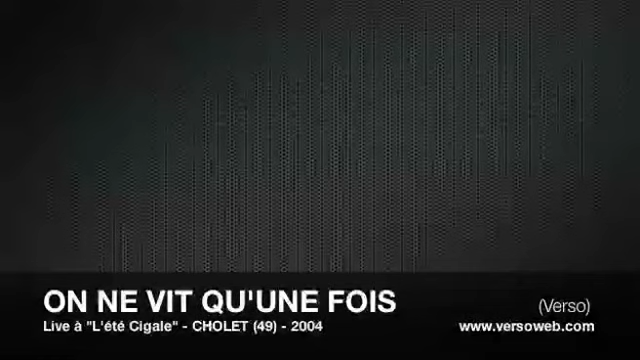 ON NE VIT QU'UNE FOIS
(Verso)
Live à "L'été Cigale" - CHOLET (49) - 2004
www.versoweb.com